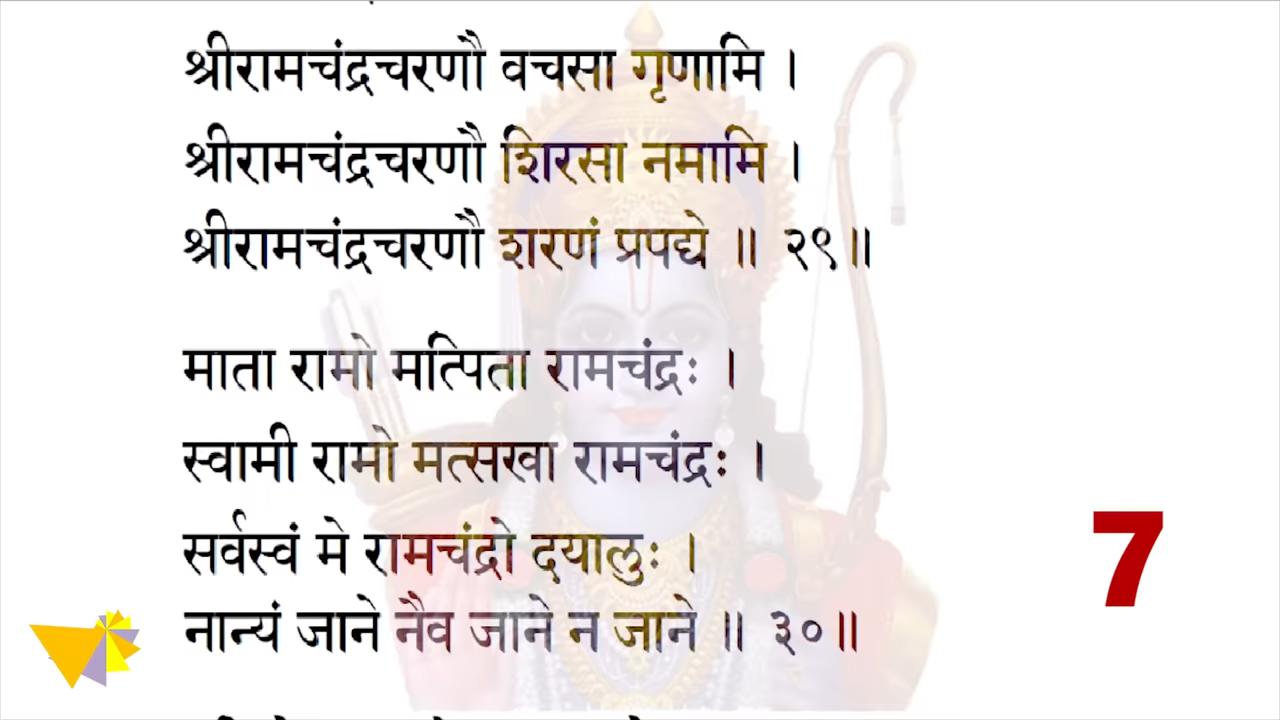 श्रीरामचंद्रचरणौ वचसा गृणामि ।
श्रीरामचंद्रचरणौ शिरसा नमामि ।
श्रीरामचंद्रचरणौ शरणं प्रपद्ये ॥ २९॥
माता रामो मत्पिता रामचंद्रः ।
स्वामी रामो मत्सखा रामचंद्रः ।
सर्वस्वं मे रामचंद्रो दयालुः ।
नान्यं जाने नैव जाने न जाने ॥ ३०॥
7